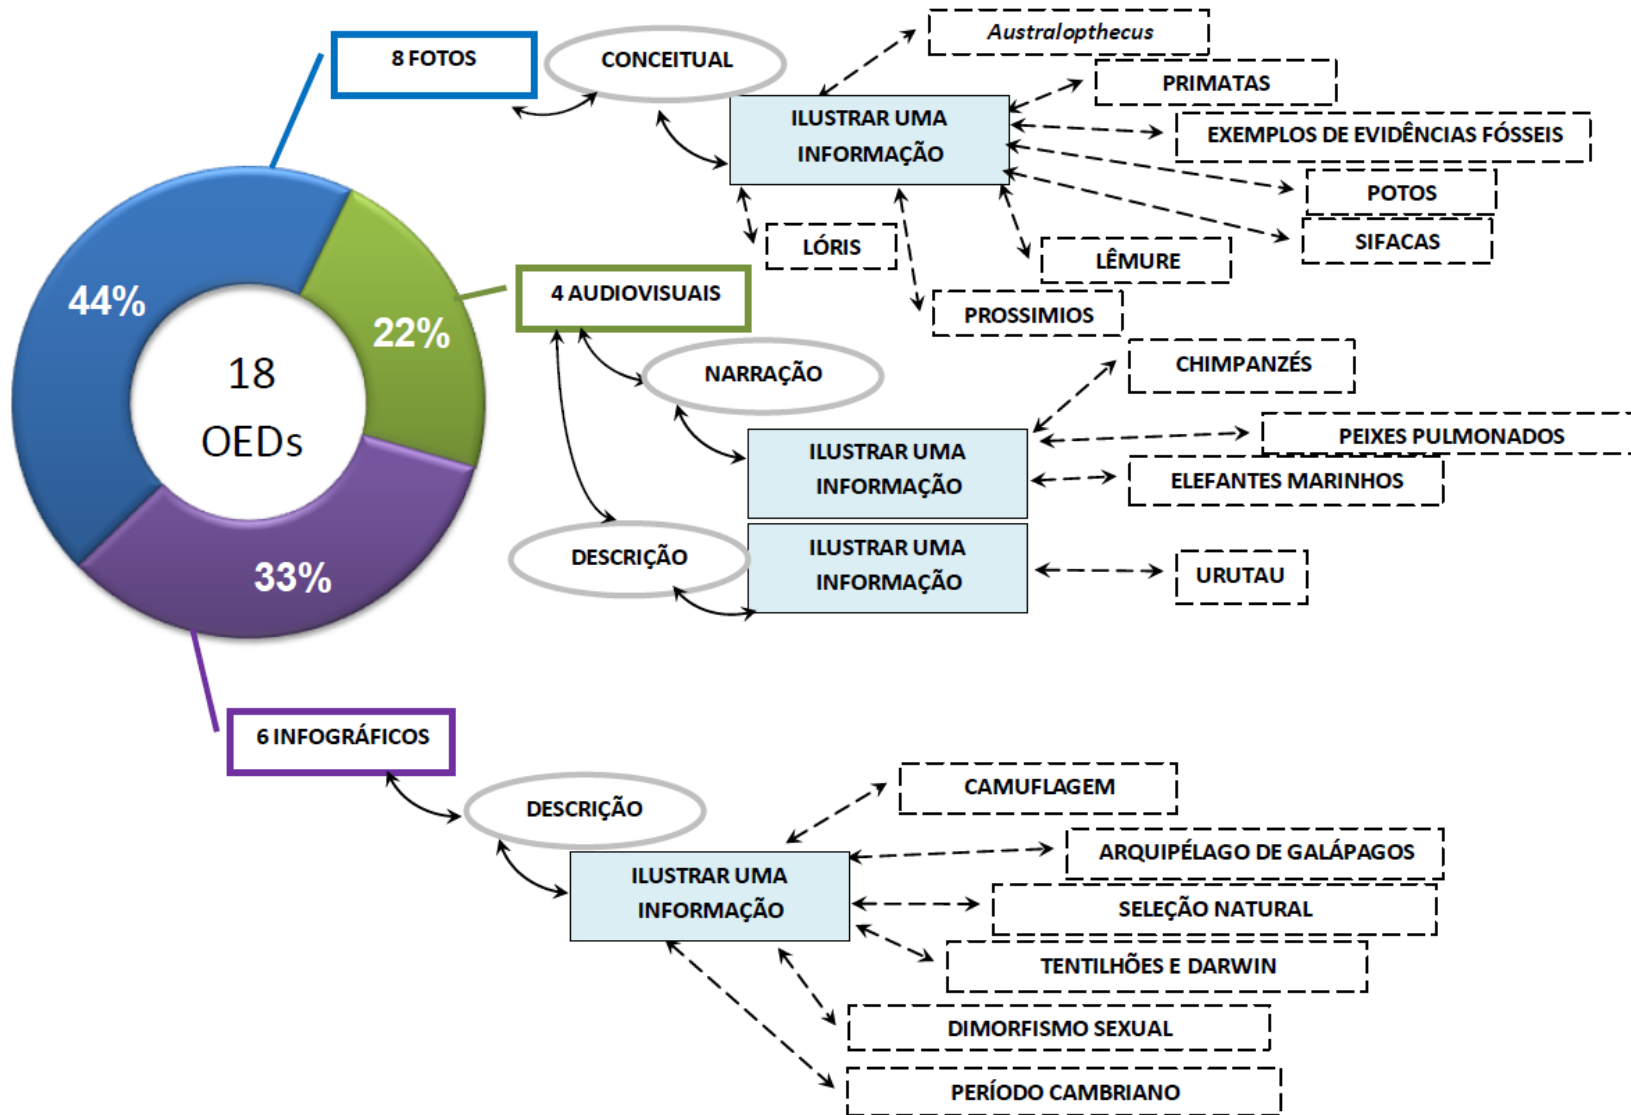 8 FOTOS
CONCEITUAL
Australopthecus
PRIMATAS
ILUSTRAR UMA
INFORMAÇÃO
EXEMPLOS DE EVIDÊNCIAS FÓSSEIS
POTOS
SIFACAS
LÓRIS
LÊMURE
PROSSIMIOS
44%
22%
33%
18
OEDs
4 AUDIOVISUAIS
NARRAÇÃO
CHIMPANZÉS
ILUSTRAR UMA
INFORMAÇÃO
PEIXES PULMONADOS
ELEFANTES MARINHOS
DESCRIÇÃO
ILUSTRAR UMA
INFORMAÇÃO
URUTAU
6 INFOGRÁFICOS
DESCRIÇÃO
CAMUFLAGEM
ILUSTRAR UMA
INFORMAÇÃO
ARQUIPÉLAGO DE GALÁPAGOS
SELEÇÃO NATURAL
TENTILHÕES E DARWIN
DIMORFISMO SEXUAL
PERÍODO CAMBRIANO